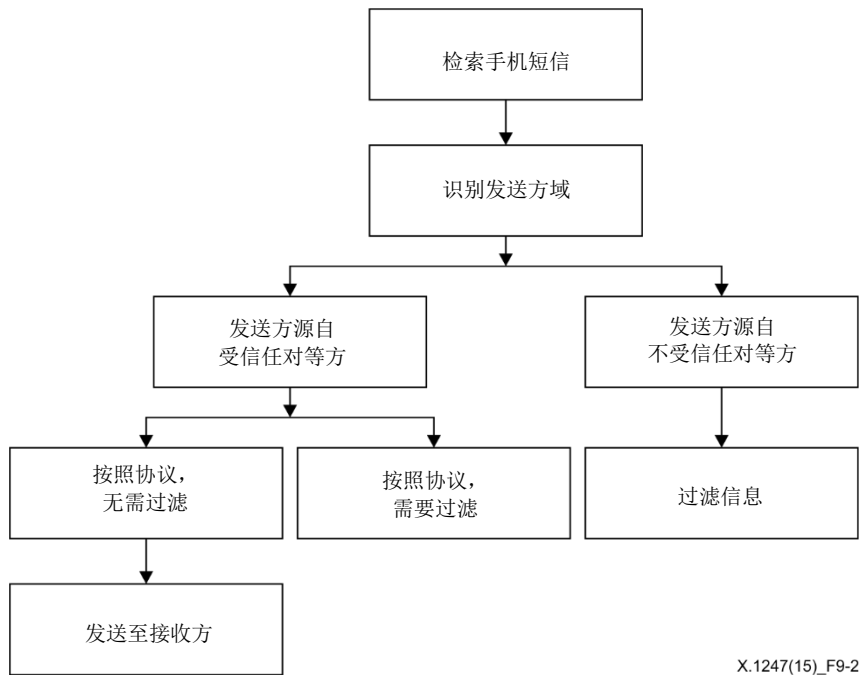 检索手机短信
识别发送方域
发送方源自
受信任对等方
发送方源自
不受信任对等方
按照协议，
无需过滤
按照协议，
需要过滤
过滤信息
发送至接收方
X.1247(15)_F9-2